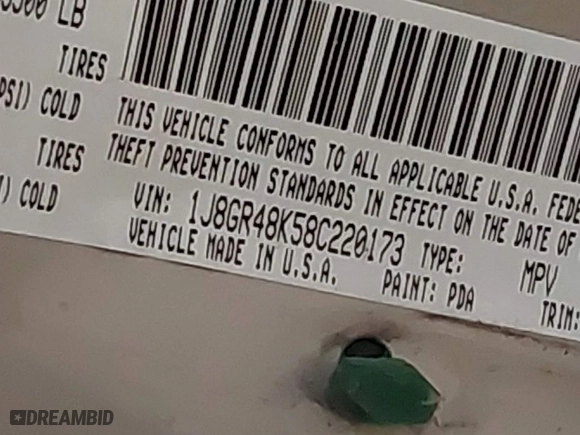 5500 LB
TIRES
PSI) COLD
TIRES
) COLD
THIS VEHICLE CONFORMS TO ALL APPLICABLE U.S.A. FEDE
THEFT PREVENTION STANDARDS IN EFFECT ON THE DATE OF
VIN: 1J8GR48K58C220173 TYPE: MPV
VEHICLE MADE IN U.S.A. PAINT: PDA TRIM:
DREAMBID